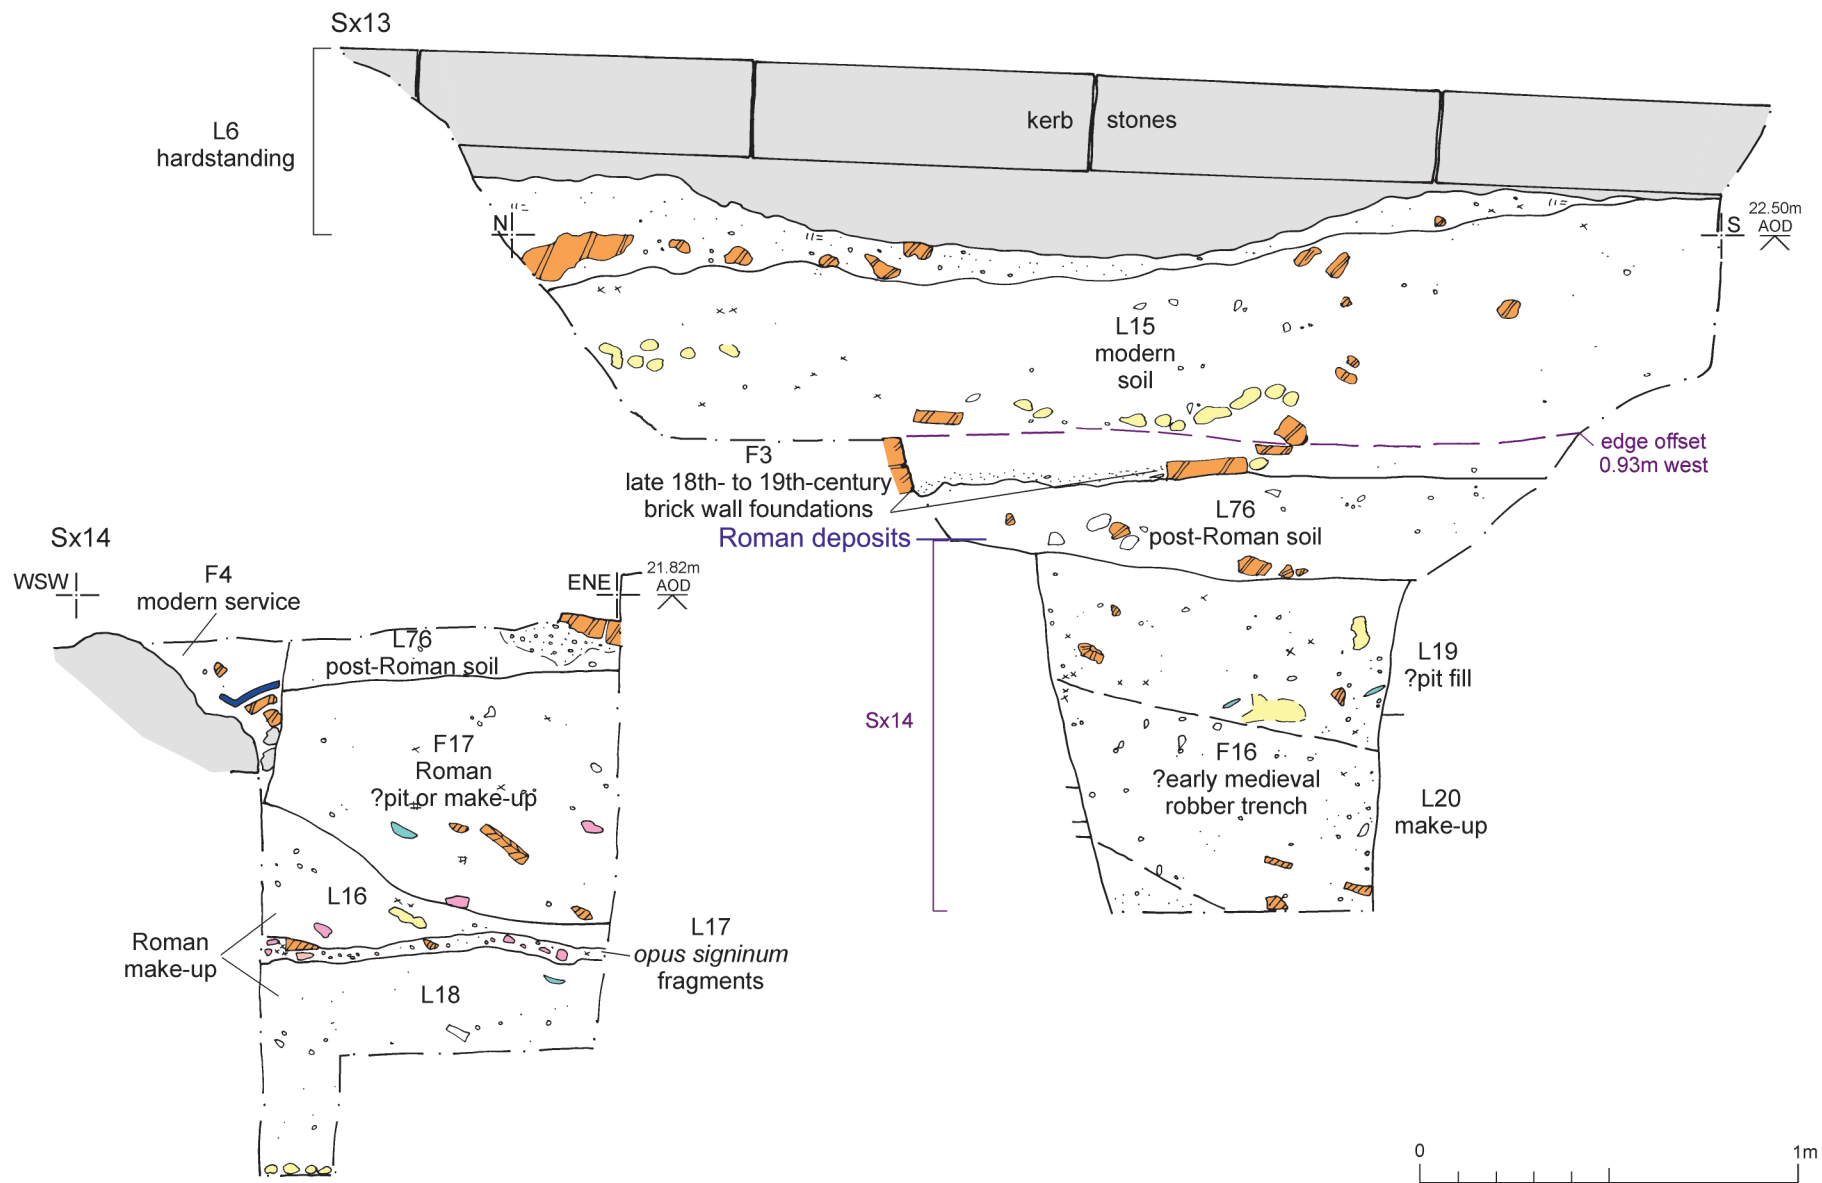 Sx13
L6
hardstanding
kerb stones
N
S
22.50m
AOD
L15
modern
soil
edge offset
0.93m west
F3
late 18th- to 19th-century
brick wall foundations
L76
post-Roman soil
Roman deposits
Sx14
WSW
F4
modern service
ENE
21.82m
AOD
L76
post-Roman soil
F17
Roman
?pit or make-up
L16
Roman
make-up
L17
opus signinum
fragments
L18
Sx14
L19
?pit fill
F16
?early medieval
robber trench
L20
make-up
0
1m